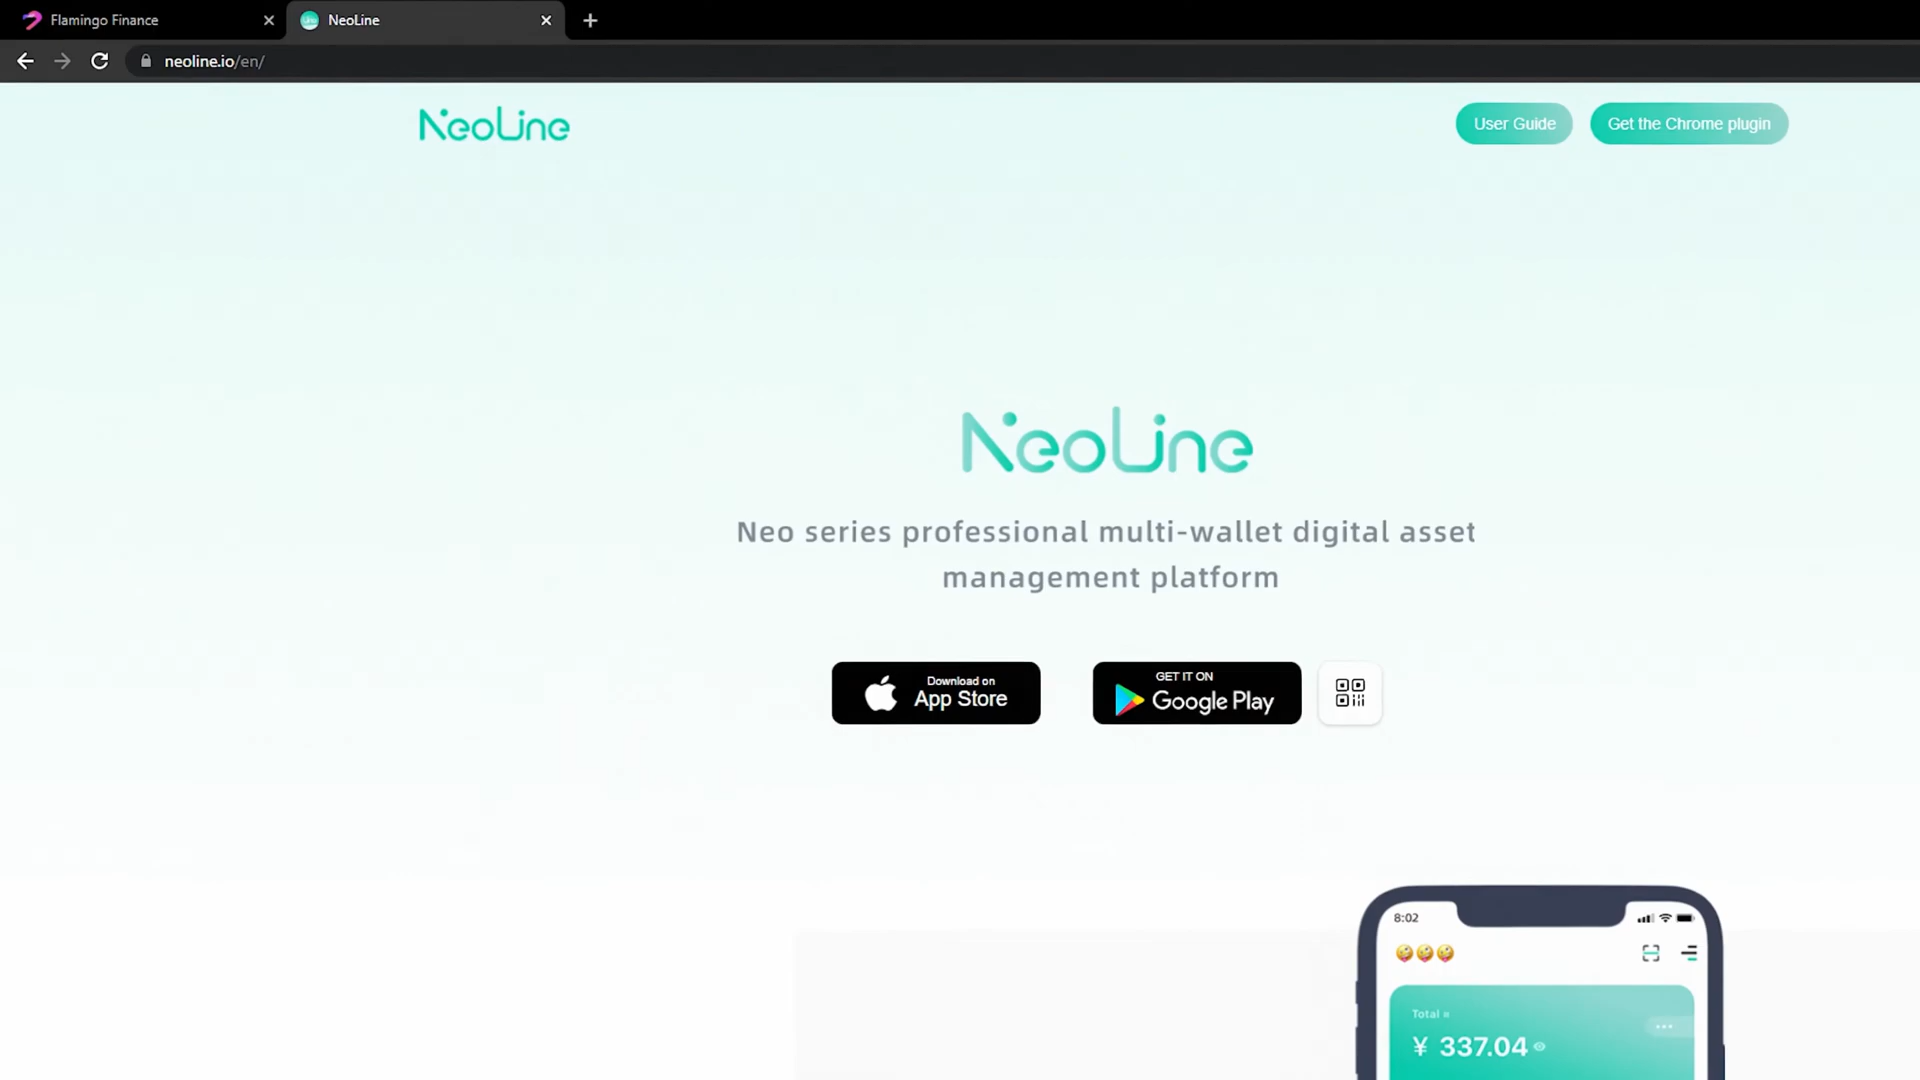 Flamingo Finance
NeoLine
neoline.io/en/
NeoLine
User Guide
Get the Chrome plugin
NeoLine
Neo series professional multi-wallet digital asset
management platform
Download on
App Store
GET IT ON
Google Play
8:02
Total
¥ 337.04